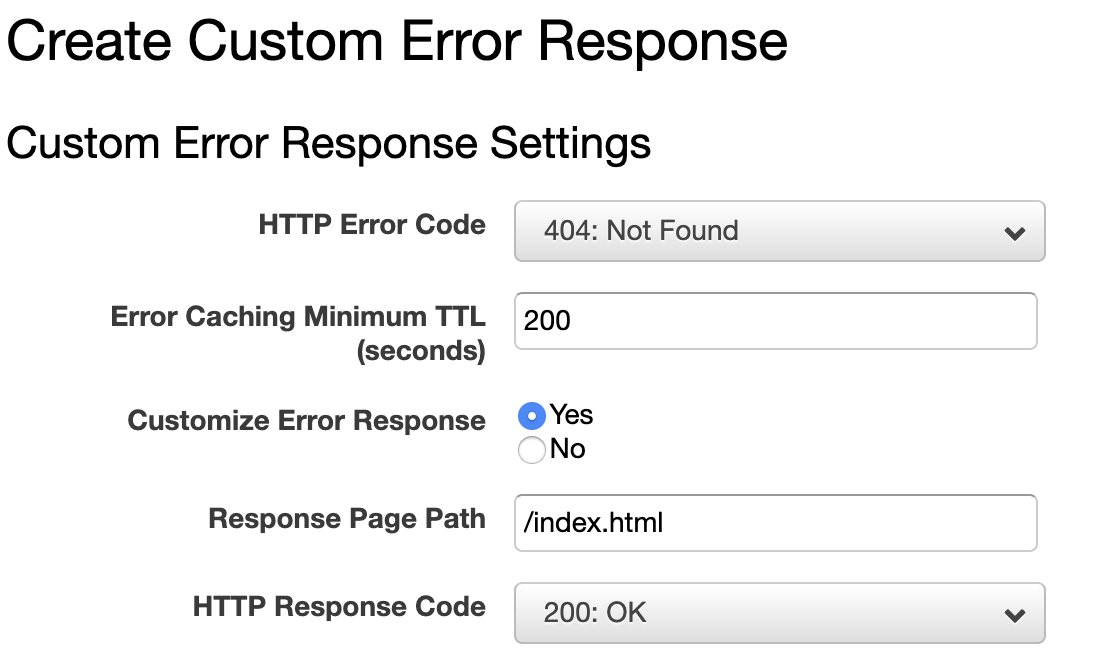 Create Custom Error Response
Custom Error Response Settings
HTTP Error Code
404: Not Found
Error Caching Minimum TTL
(seconds)
200
Customize Error Response
Yes
No
Response Page Path
/index.html
HTTP Response Code
200: OK